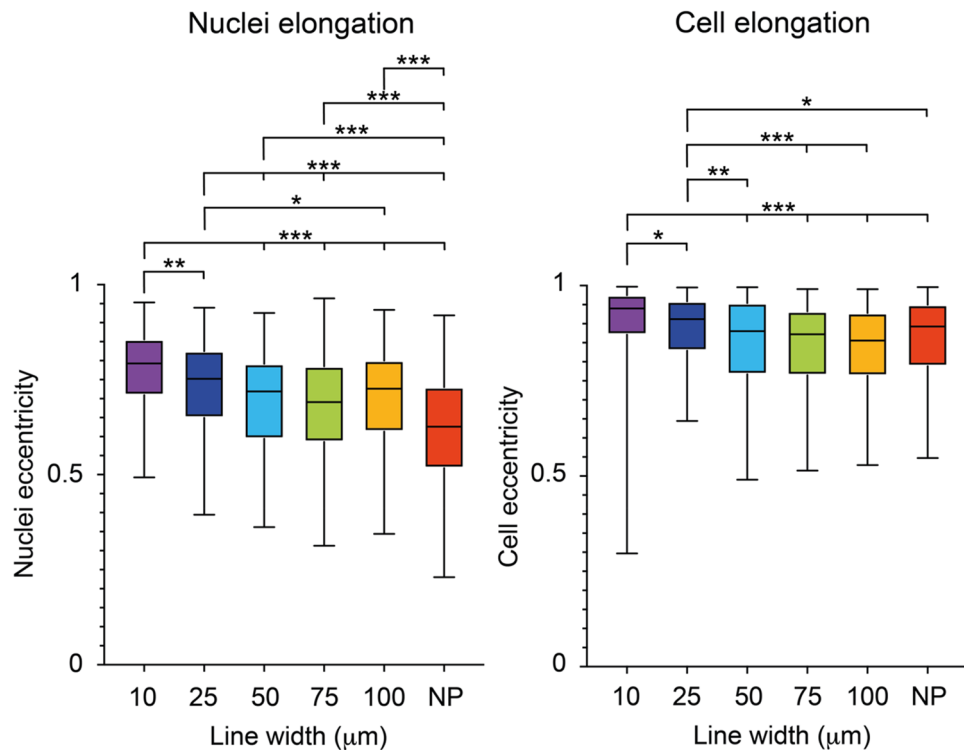 Nuclei elongation
***
***
***
***
*
***
**
1
0.5
0
Nuclei eccentricity
10 25 50 75 100 NP
Line width (μm)
Cell elongation
*
***
**
***
*
1
0.5
0
Cell eccentricity
10 25 50 75 100 NP
Line width (μm)